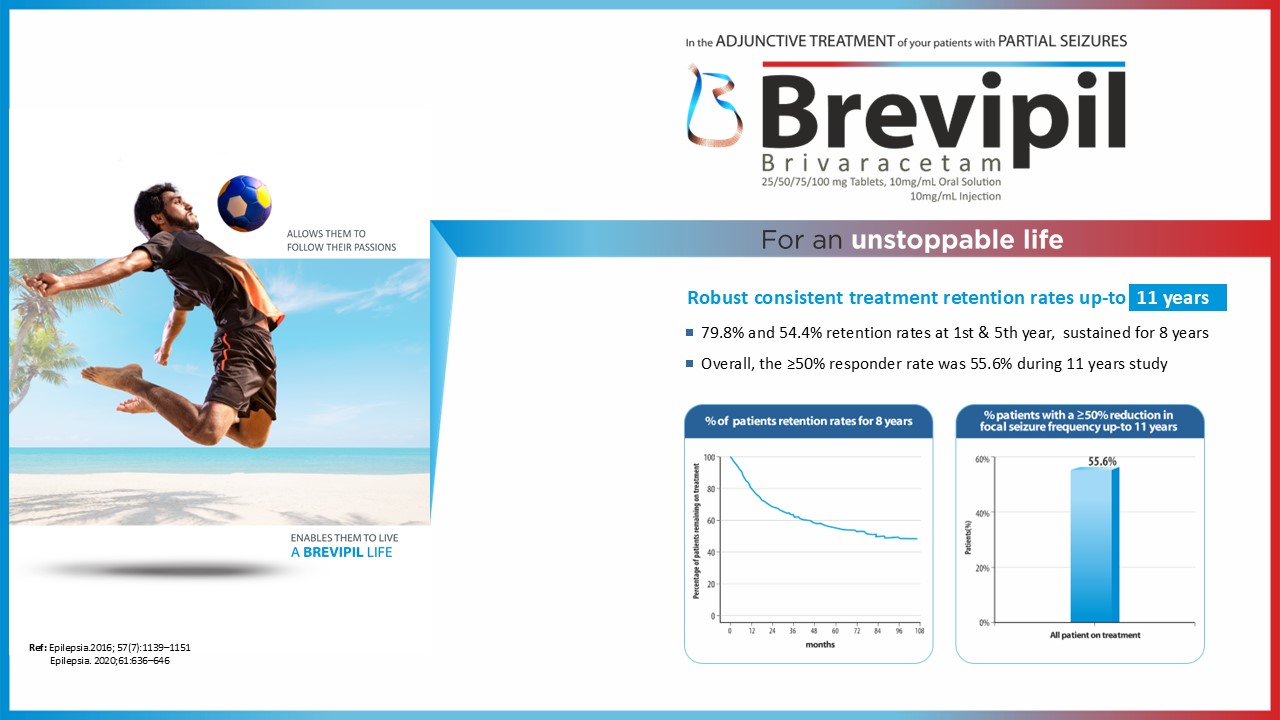 In the ADJUNCTIVE TREATMENT of your patients with PARTIAL SEIZURES
Brevipil
Brivaracetam
25/50/75/100 mg Tablets, 10mg/mL Oral Solution
10mg/mL Injection
ALLOWS THEM TO
FOLLOW THEIR PASSIONS
For an unstoppable life
Robust consistent treatment retention rates up-to 11 years
79.8% and 54.4% retention rates at 1st & 5th year, sustained for 8 years
Overall, the ≥50% responder rate was 55.6% during 11 years study
% of patients retention rates for 8 years
Percentage of patients remaining on treatment
100
80
60
40
20
0
0 12 24 36 48 60 72 84 96 108
months
% patients with a ≥50% reduction in
focal seizure frequency up-to 11 years
Patients(%)
60%
40%
20%
0%
55.6%
All patient on treatment
ENABLES THEM TO LIVE
A BREVIPIL LIFE
Ref: Epilepsia.2016; 57(7):1139–1151
Epilepsia. 2020;61:636–646